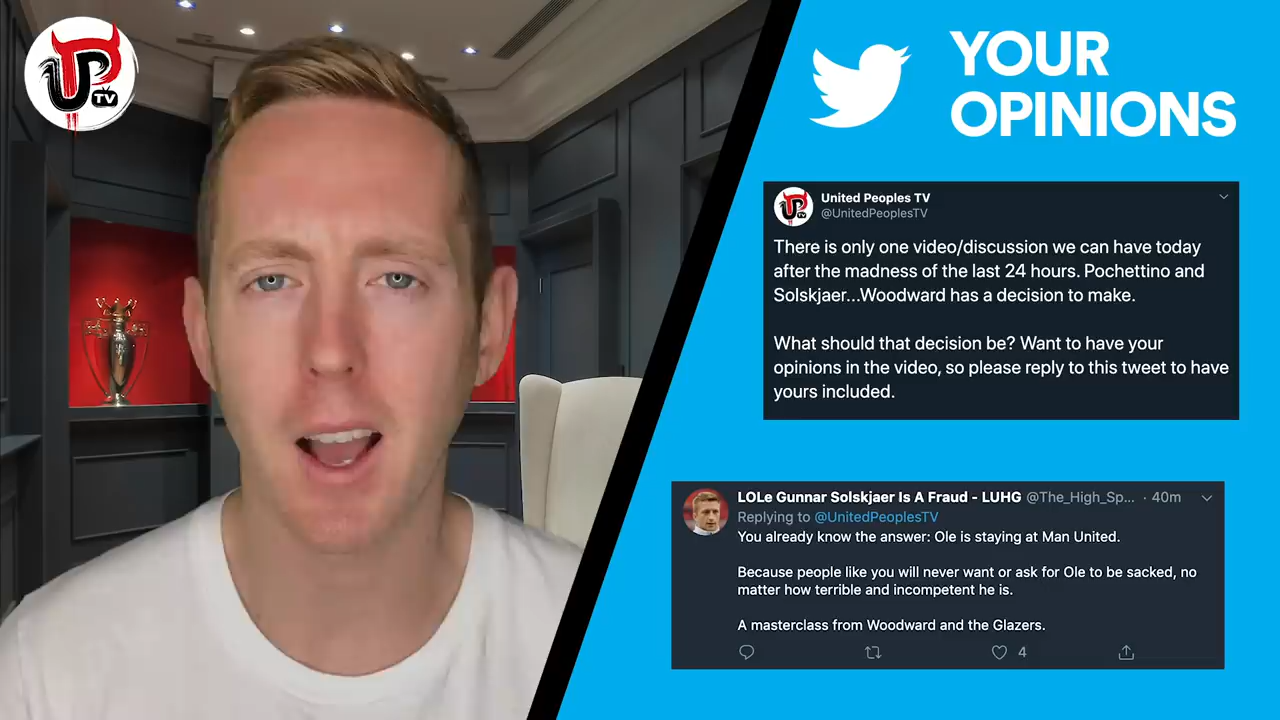 UP
TV
YOUR
OPINIONS
United Peoples TV
@UnitedPeoplesTV
There is only one video/discussion we can have today
after the madness of the last 24 hours. Pochettino and
Solskjaer...Woodward has a decision to make.
What should that decision be? Want to have your
opinions in the video, so please reply to this tweet to have
yours included.
LOLe Gunnar Solskjaer Is A Fraud - LUHG @The_High_Sp... · 40m
Replying to @UnitedPeoplesTV
You already know the answer: Ole is staying at Man United.
Because people like you will never want or ask for Ole to be sacked, no
matter how terrible and incompetent he is.
A masterclass from Woodward and the Glazers.
4